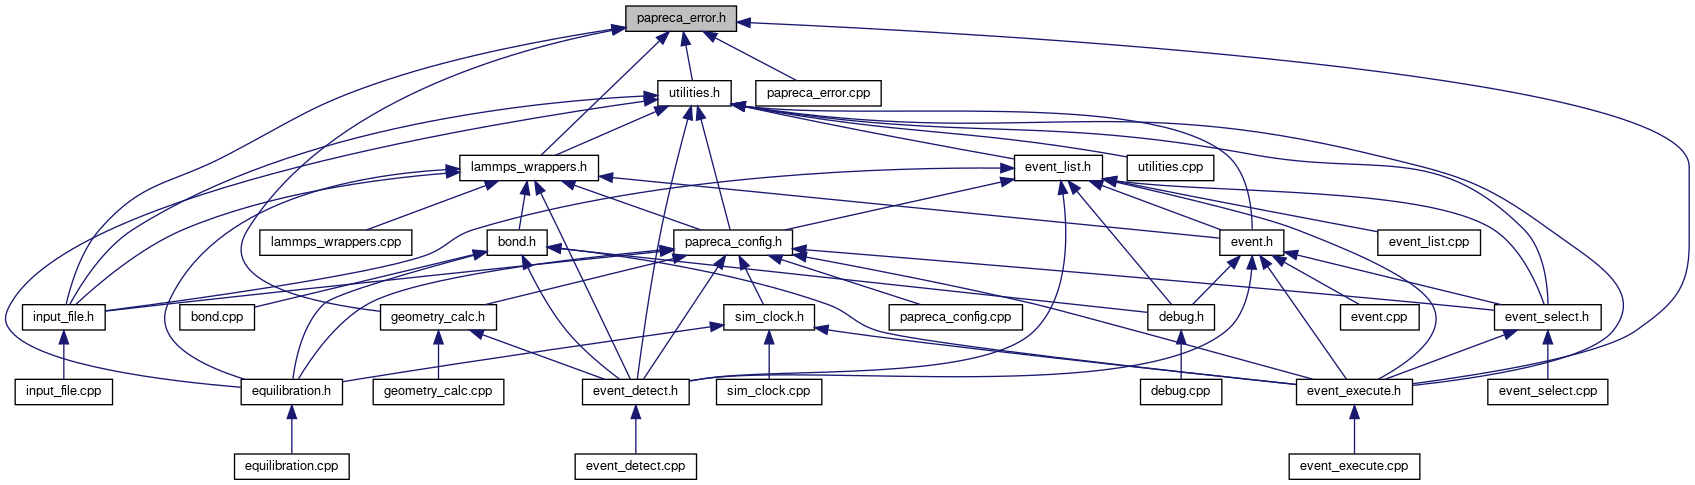 papreca_error.h
utilities.h
papreca_error.cpp
lammps_wrappers.h
event_list.h
utilities.cpp
lammps_wrappers.cpp
bond.h
papreca_config.h
event.h
event_list.cpp
input_file.h
bond.cpp
geometry_calc.h
sim_clock.h
papreca_config.cpp
debug.h
event.cpp
event_select.h
input_file.cpp
equilibration.h
geometry_calc.cpp
event_detect.h
sim_clock.cpp
debug.cpp
event_execute.h
event_select.cpp
equilibration.cpp
event_detect.cpp
event_execute.cpp